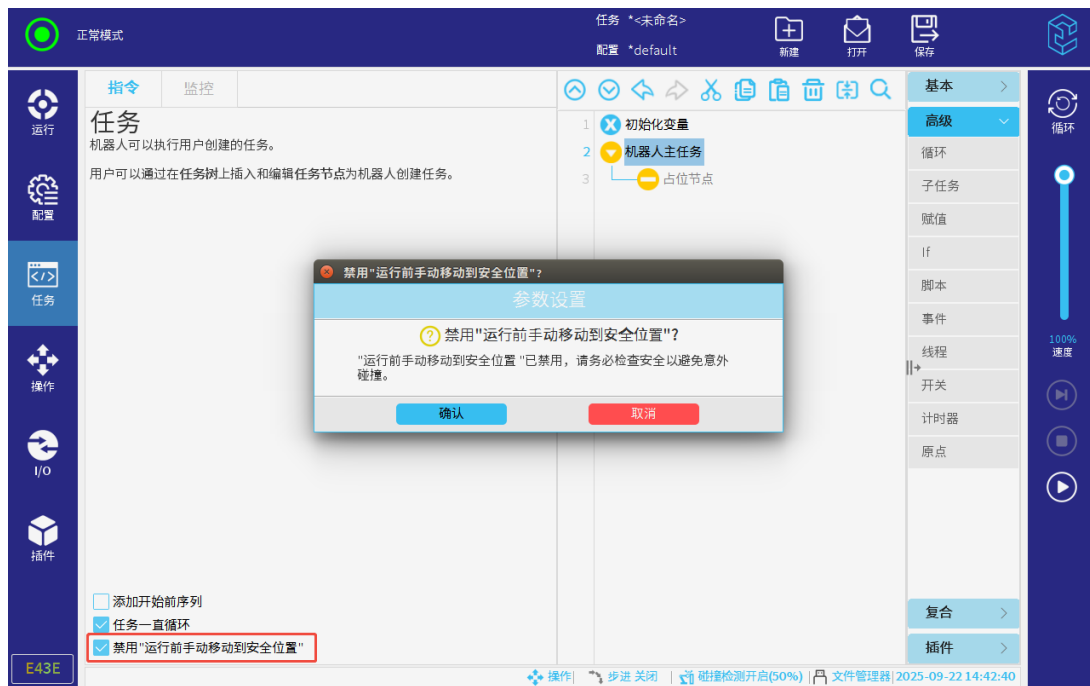 正常模式
任务 *<未命名>
配置 *default
新建
打开
保存
运行
配置
任务
操作
I/O
插件
E43E
指令
监控
任务
机器人可以执行用户创建的任务。
用户可以通过在任务树上插入和编辑任务节点为机器人创建任务。
1 初始化变量
2 机器人主任务
3 占位节点
基本
高级
循环
子任务
赋值
If
脚本
事件
线程
开关
计时器
原点
复合
插件
循环
100%
速度
禁用"运行前手动移动到安全位置"?
参数设置
禁用"运行前手动移动到安全位置"?
"运行前手动移动到安全位置 "已禁用，请务必检查安全以避免意外
碰撞。
确认
取消
添加开始前序列
任务一直循环
禁用"运行前手动移动到安全位置"
操作| 步进 关闭 | 碰撞检测开启(50%) | 文件管理器| 2025-09-22 14:42:40